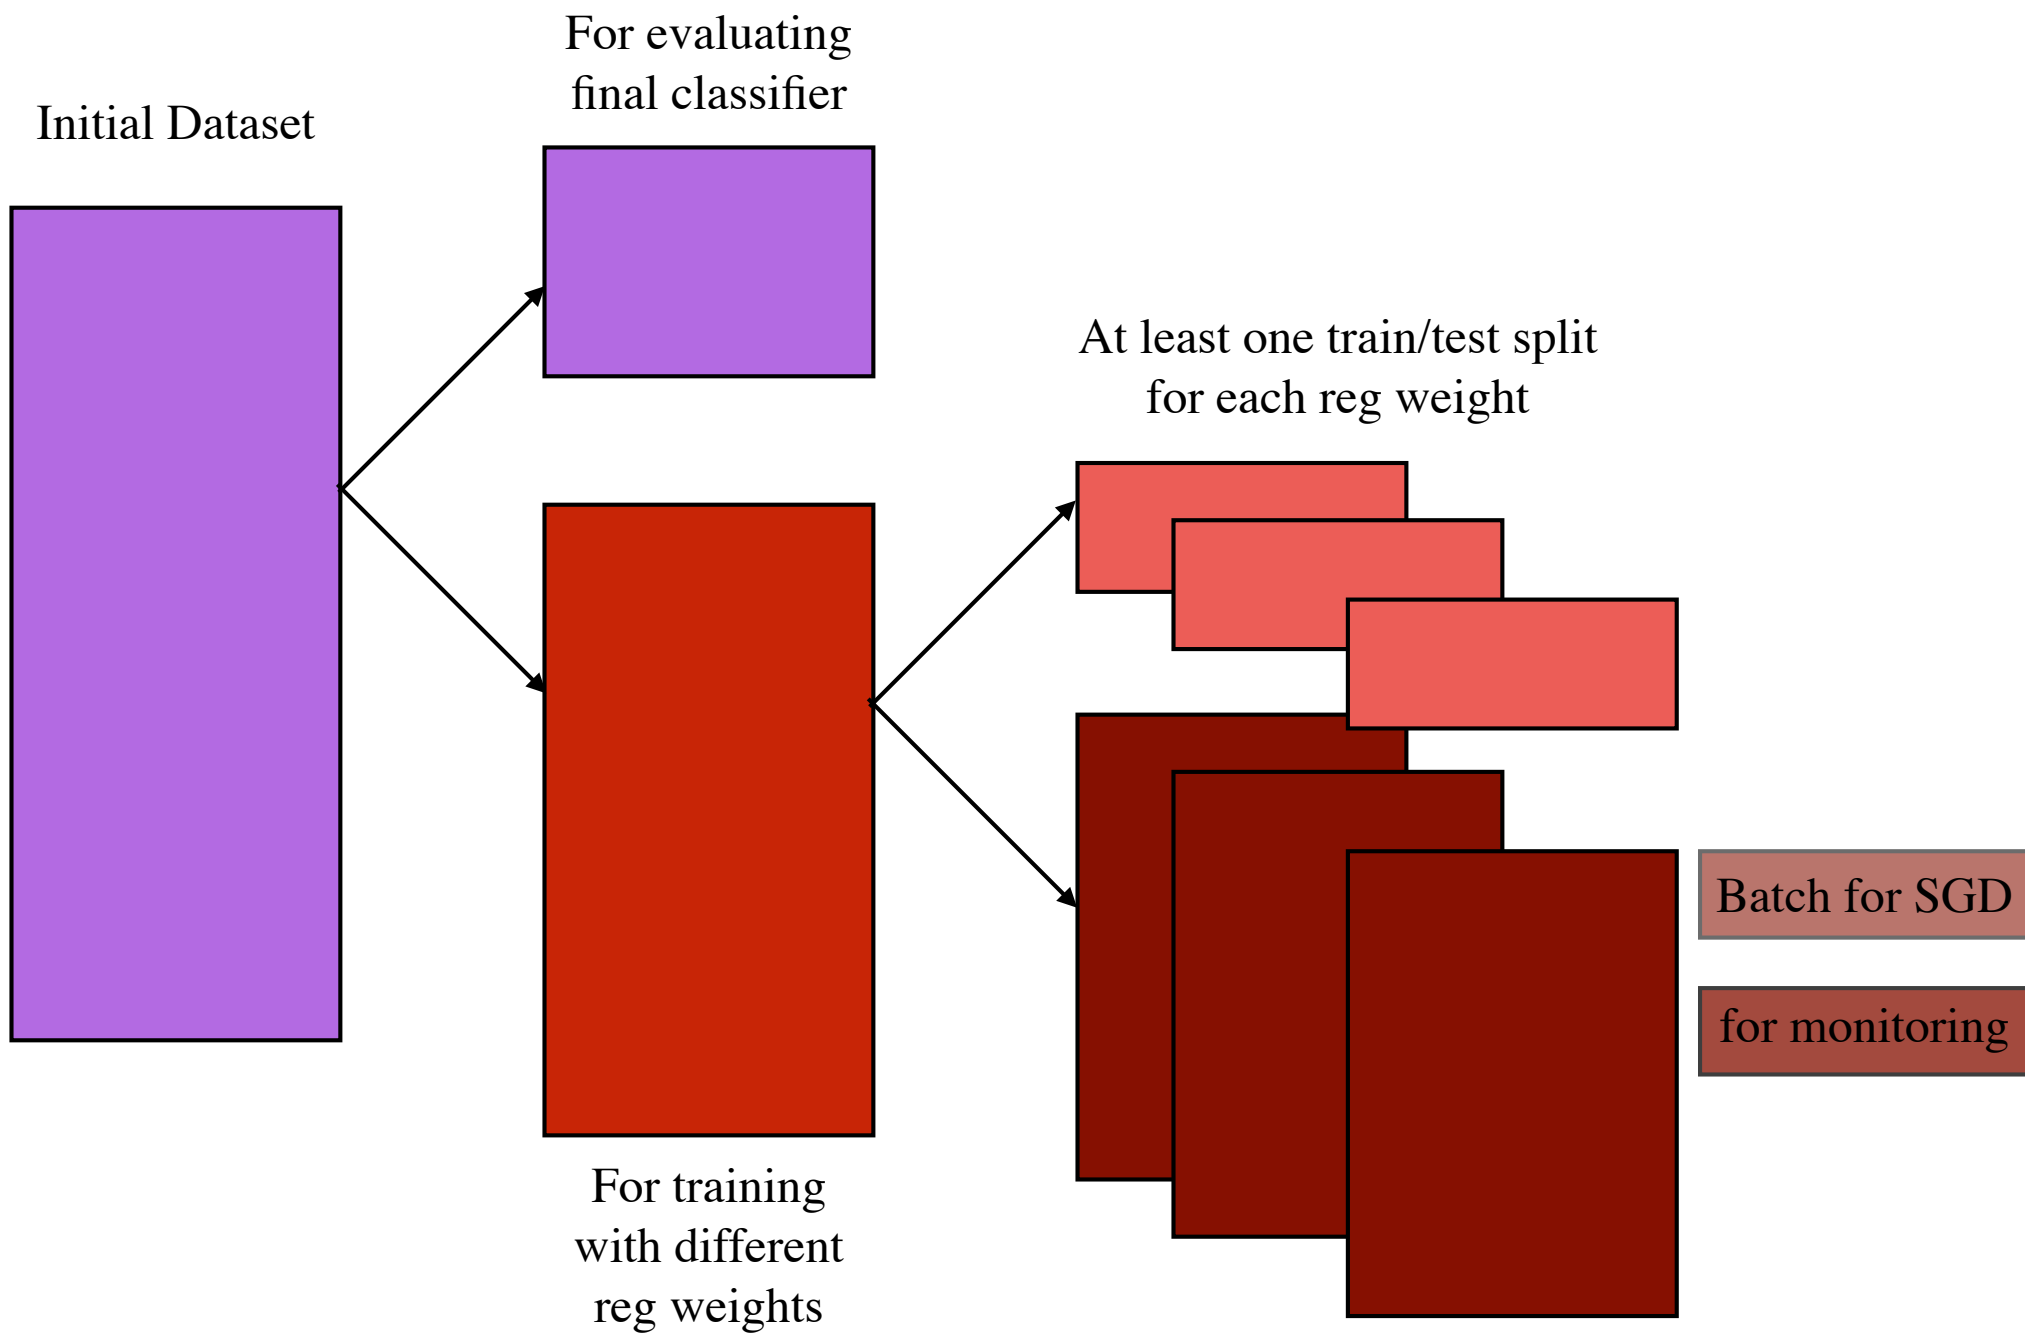 Initial Dataset
For evaluating
final classifier
For training
with different
reg weights
At least one train/test split
for each reg weight
Batch for SGD
for monitoring